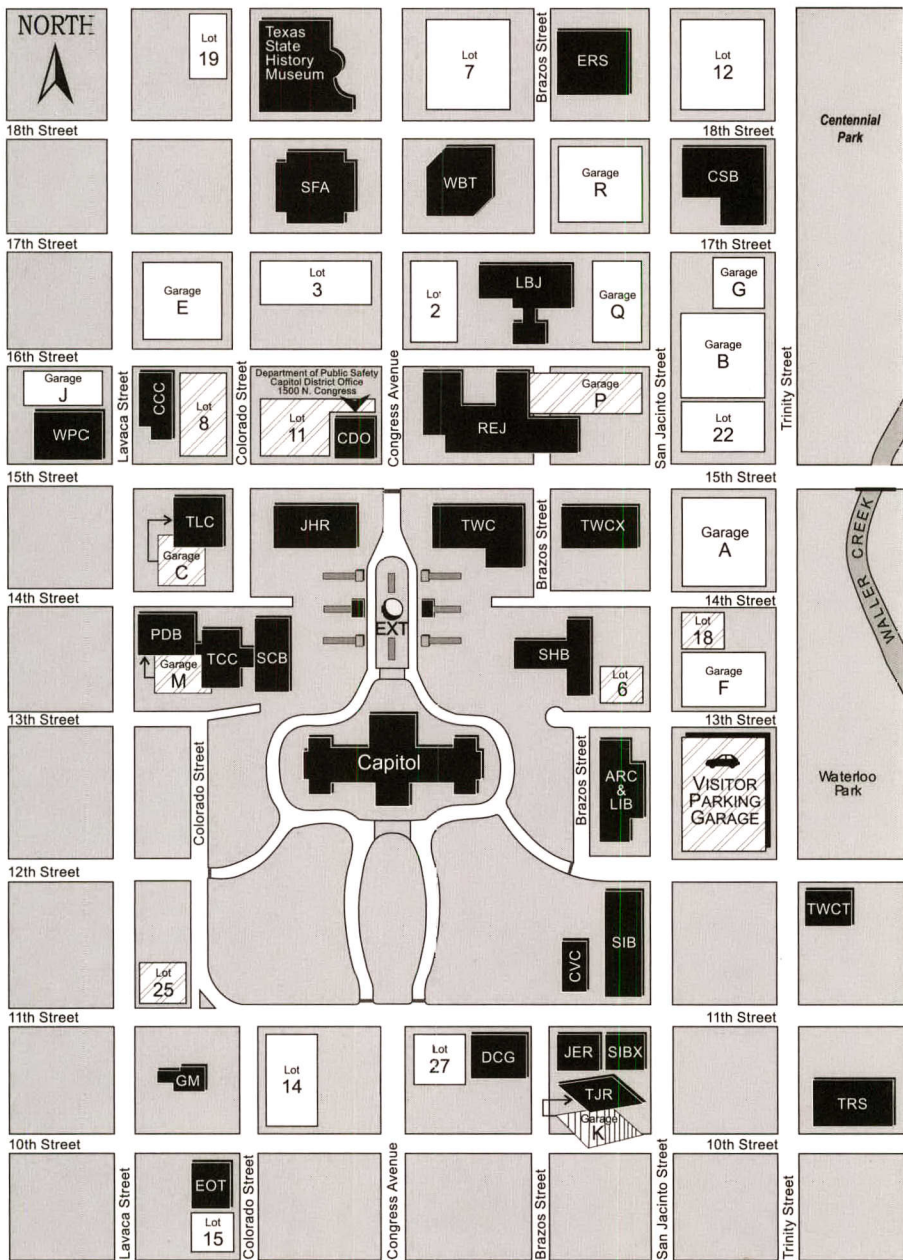 NORTH
Lot
19
Texas
State
History
Museum
Lot
7
Brazos Street
ERS
Lot
12
18th Street
18th Street
Centennial
Park
SFA
WBT
Garage
R
CSB
17th Street
17th Street
Garage
E
Lot
3
Lot
2
LBJ
Garage
Q
Garage
G
Garage
B
16th Street
Garage
J
WPC
Lavaca Street
CCC
Lot
8
Colorado Street
Department of Public Safety
Capitol District Office
1500 N. Congress
Lot
11
CDO
Congress Avenue
REJ
Garage
P
San Jacinto Street
Lot
22
Trinity Street
15th Street
15th Street
TLC
Garage
C
JHR
TWC
Brazos Street
TWCX
Garage
A
WALLER CREEK
14th Street
14th Street
PDB
Garage
M
TCC
SCB
EXT
SHB
Lot
6
Lot
18
Garage
F
13th Street
13th Street
Colorado Street
Capitol
Brazos Street
ARC
&
LIB
VISITOR
PARKING
GARAGE
Waterloo
Park
12th Street
Lot
25
CVC
SIB
TWCT
11th Street
11th Street
GM
Lot
14
Lot
27
DCG
JER
SIBX
TJR
Garage
K
TRS
10th Street
10th Street
Lavaca Street
EOT
Lot
15
Colorado Street
Congress Avenue
Brazos Street
San Jacinto Street
Trinity Street